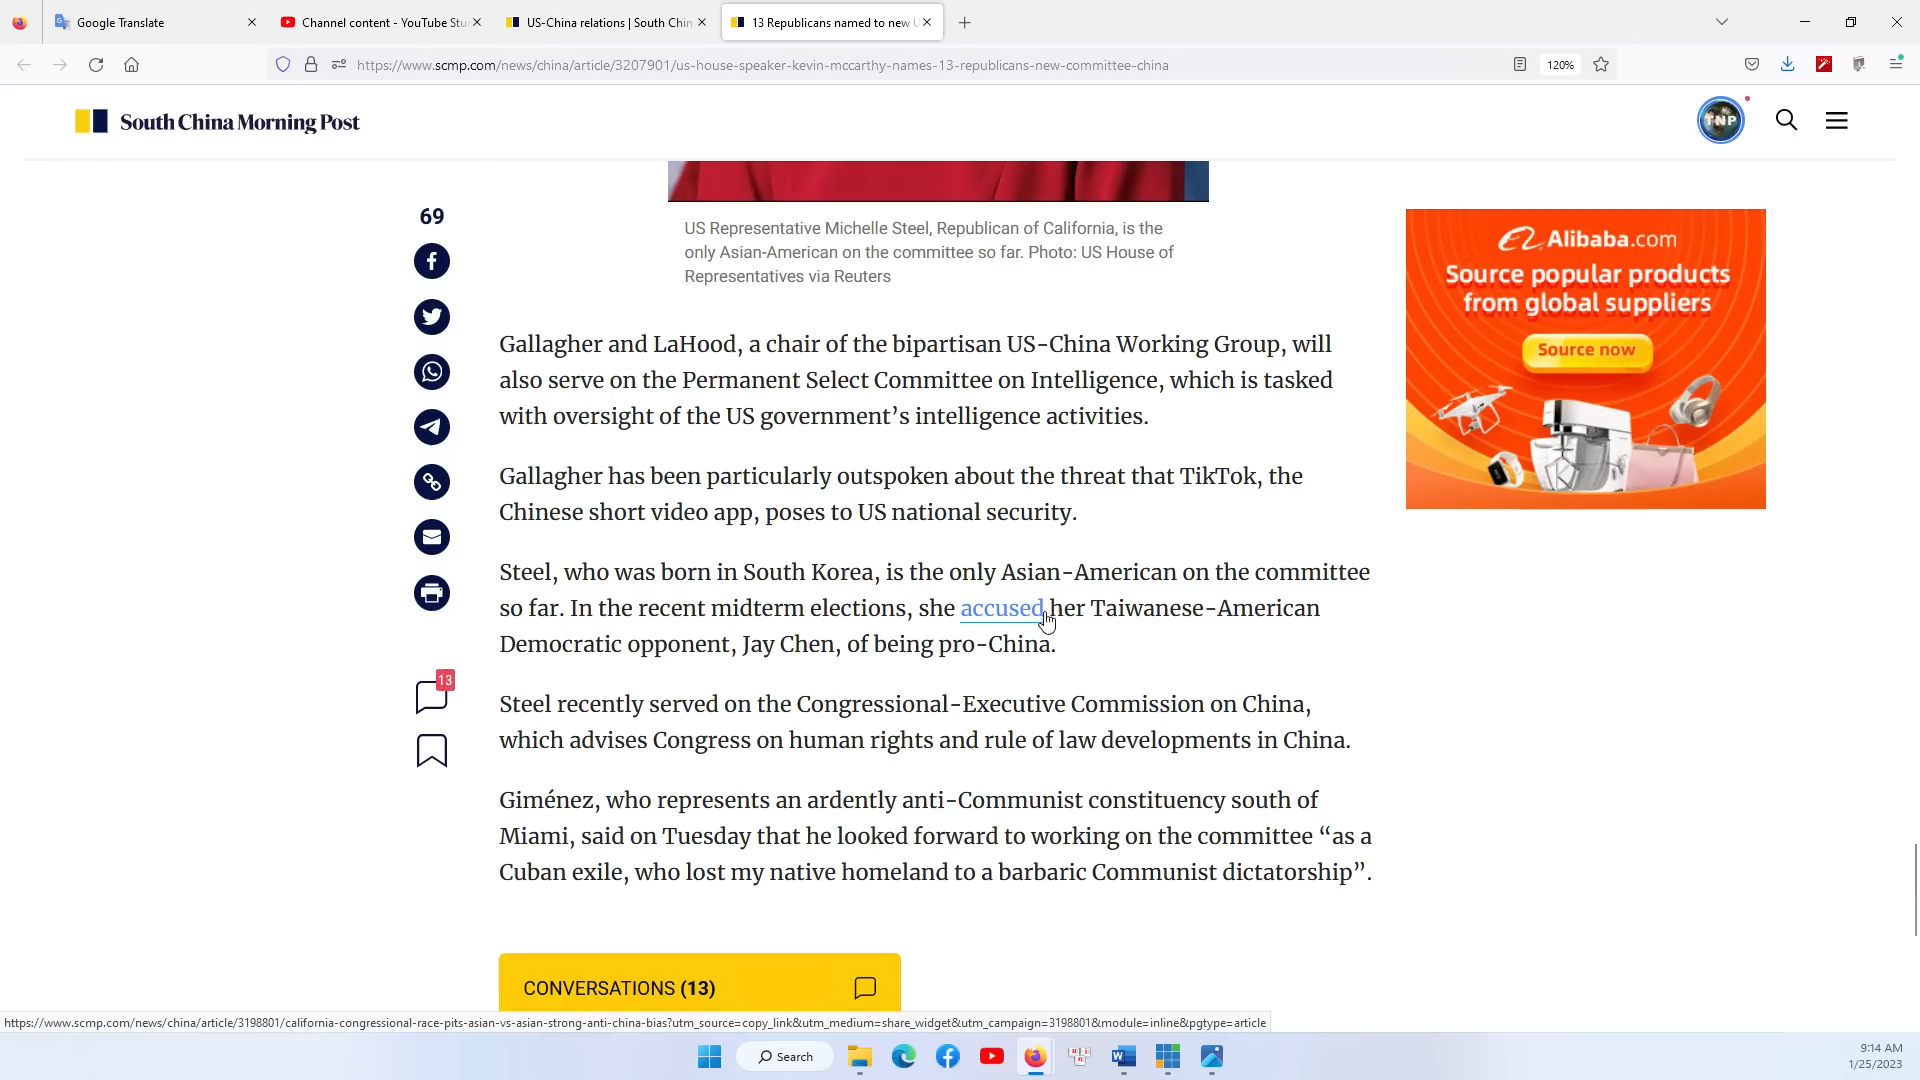 Google Translate
Channel content - YouTube Stu
US-China relations | South Chin
13 Republicans named to new U
https://www.scmp.com/news/china/article/3207901/us-house-speaker-kevin-mccarthy-names-13-republicans-new-committee-china
120%
South China Morning Post
TNP
69
US Representative Michelle Steel, Republican of California, is the
only Asian-American on the committee so far. Photo: US House of
Representatives via Reuters
Alibaba.com
Source popular products
from global suppliers
Source now
Gallagher and LaHood, a chair of the bipartisan US-China Working Group, will
also serve on the Permanent Select Committee on Intelligence, which is tasked
with oversight of the US government’s intelligence activities.
Gallagher has been particularly outspoken about the threat that TikTok, the
Chinese short video app, poses to US national security.
Steel, who was born in South Korea, is the only Asian-American on the committee
so far. In the recent midterm elections, she accused her Taiwanese-American
Democratic opponent, Jay Chen, of being pro-China.
13
Steel recently served on the Congressional-Executive Commission on China,
which advises Congress on human rights and rule of law developments in China.
Giménez, who represents an ardently anti-Communist constituency south of
Miami, said on Tuesday that he looked forward to working on the committee “as a
Cuban exile, who lost my native homeland to a barbaric Communist dictatorship”.
CONVERSATIONS (13)
https://www.scmp.com/news/china/article/3198801/california-congressional-race-pits-asian-vs-asian-strong-anti-china-bias?utm_source=copy_link&utm_medium=share_widget&utm_campaign=3198801&module=inline&pgtype=article
Search
9:14 AM
1/25/2023